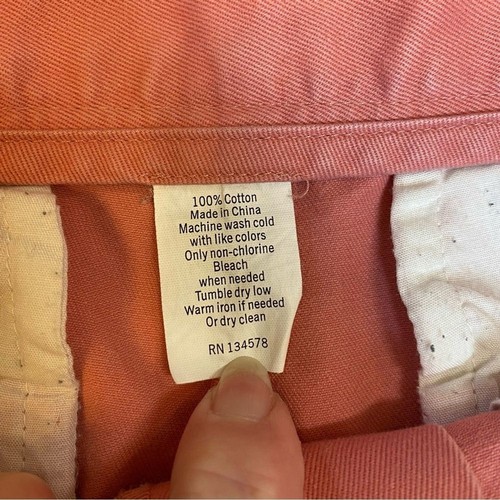 100% Cotton
Made in China
Machine wash cold
with like colors
Only non-chlorine
Bleach
when needed
Tumble dry low
Warm iron if needed
Or dry clean
RN 134578